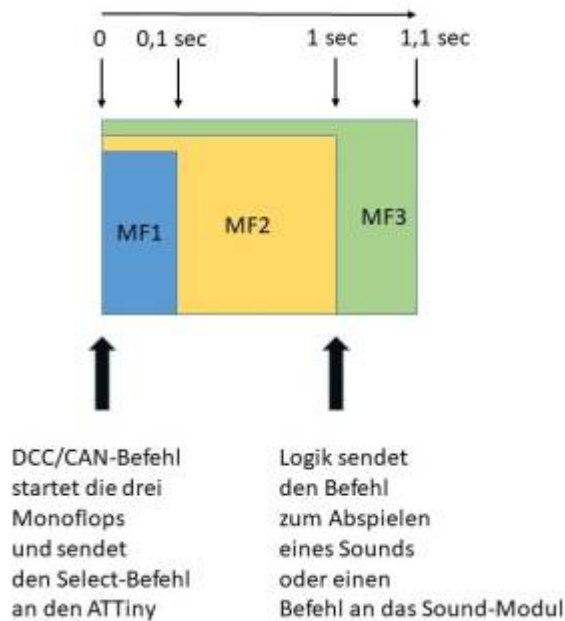 0 0,1 sec 1 sec 1,1 sec
MF1 MF2 MF3
DCC/CAN-Befehl
startet die drei
Monoflops
und sendet
den Select-Befehl
an den ATTiny
Logik sendet
den Befehl
zum Abspielen
eines Sounds
oder einen
Befehl an das Sound-Modul